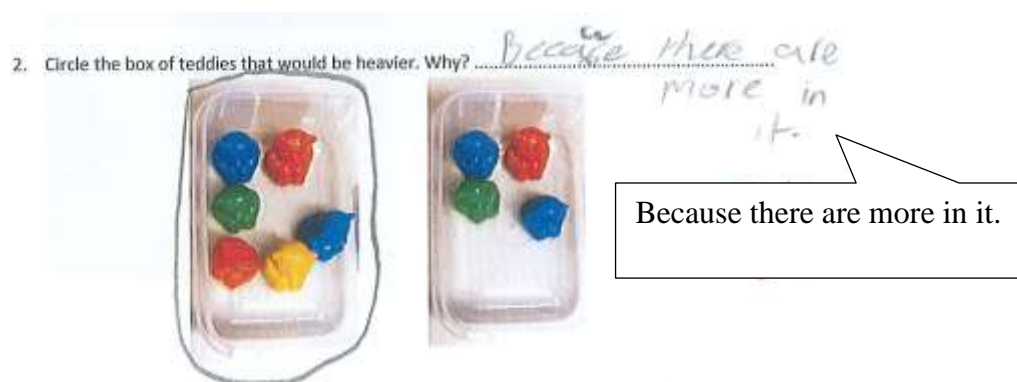 2. Circle the box of teddies that would be heavier. Why? ........ Because there are
more in
it.
Because there are more in it.